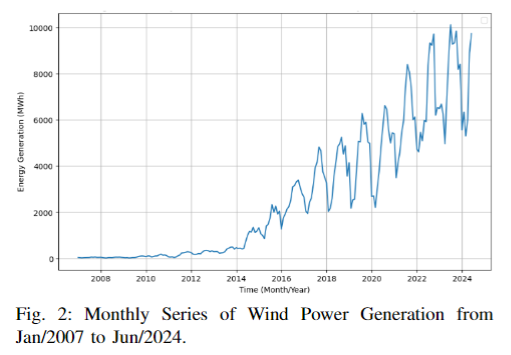 10000
8000
6000
4000
2000
0
Energy Generation (MWh)
2008 2010 2012 2014 2016 2018 2020 2022 2024
Time (Month/Year)
Fig. 2: Monthly Series of Wind Power Generation from
Jan/2007 to Jun/2024.